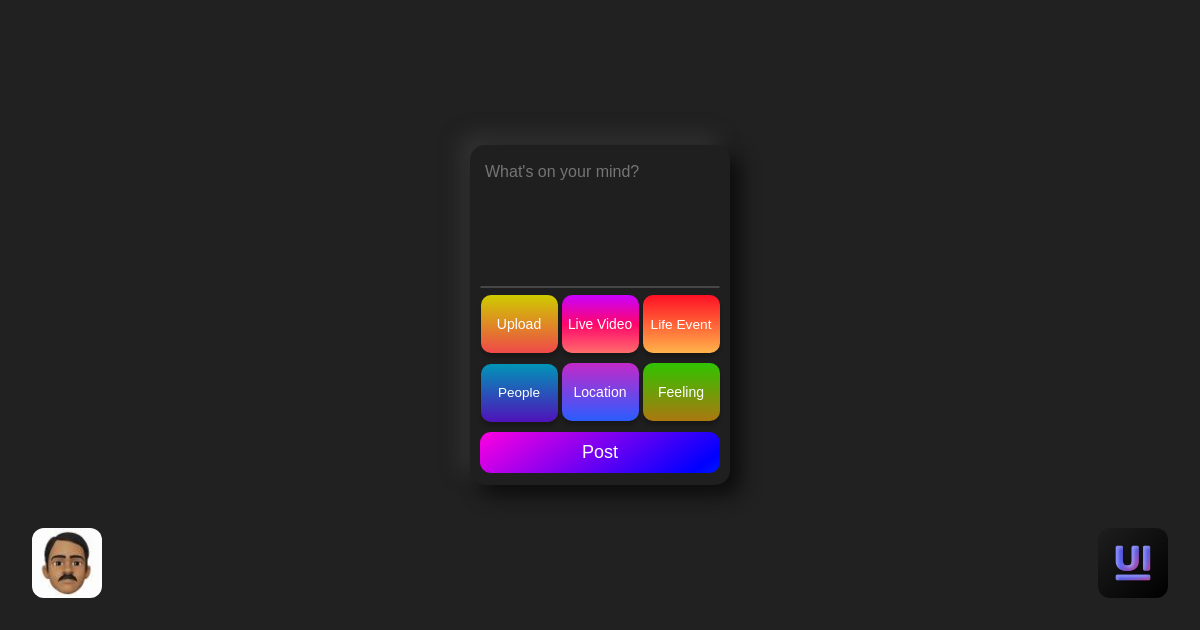 What's on your mind?
Upload Live Video Life Event
People Location Feeling
Post
UI